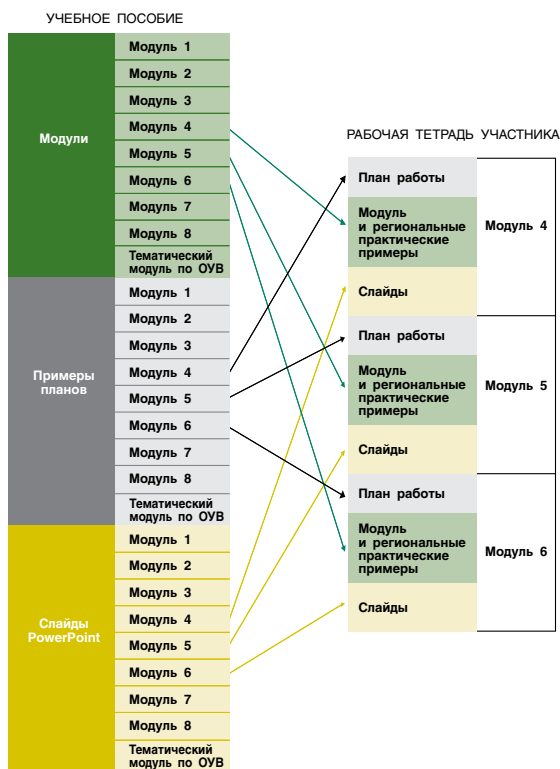 УЧЕБНОЕ ПОСОБИЕ
Модули
Модуль 1
Модуль 2
Модуль 3
Модуль 4
Модуль 5
Модуль 6
Модуль 7
Модуль 8
Тематический
модуль по ОУВ
Примеры
планов
Модуль 1
Модуль 2
Модуль 3
Модуль 4
Модуль 5
Модуль 6
Модуль 7
Модуль 8
Тематический
модуль по ОУВ
Слайды
PowerPoint
Модуль 1
Модуль 2
Модуль 3
Модуль 4
Модуль 5
Модуль 6
Модуль 7
Модуль 8
Тематический
модуль по ОУВ
РАБОЧАЯ ТЕТРАДЬ УЧАСТНИКА
План работы
Модуль
и региональные
практические
примеры
Слайды
Модуль 4
План работы
Модуль
и региональные
практические
примеры
Слайды
Модуль 5
План работы
Модуль
и региональные
практические
примеры
Слайды
Модуль 6